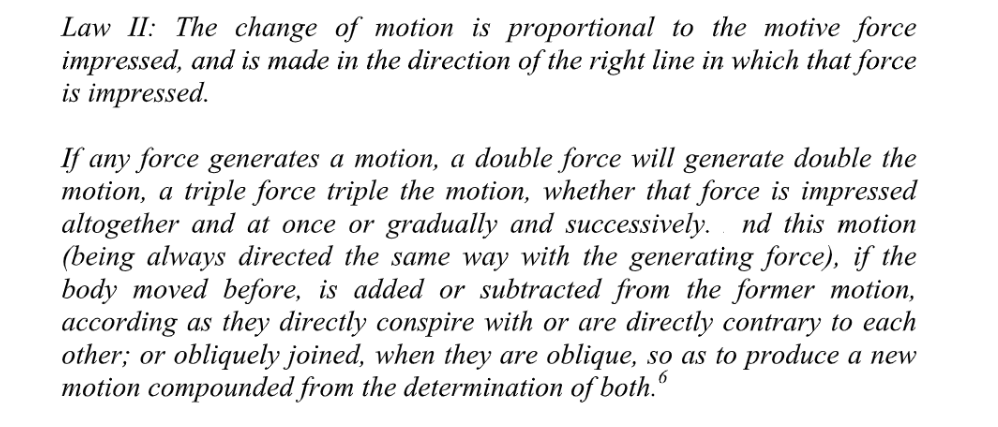 Law II: The change of motion is proportional to the motive force
impressed, and is made in the direction of the right line in which that force
is impressed.
If any force generates a motion, a double force will generate double the
motion, a triple force triple the motion, whether that force is impressed
altogether and at once or gradually and successively. nd this motion
(being always directed the same way with the generating force), if the
body moved before, is added or subtracted from the former motion,
according as they directly conspire with or are directly contrary to each
other; or obliquely joined, when they are oblique, so as to produce a new
motion compounded from the determination of both.⁶